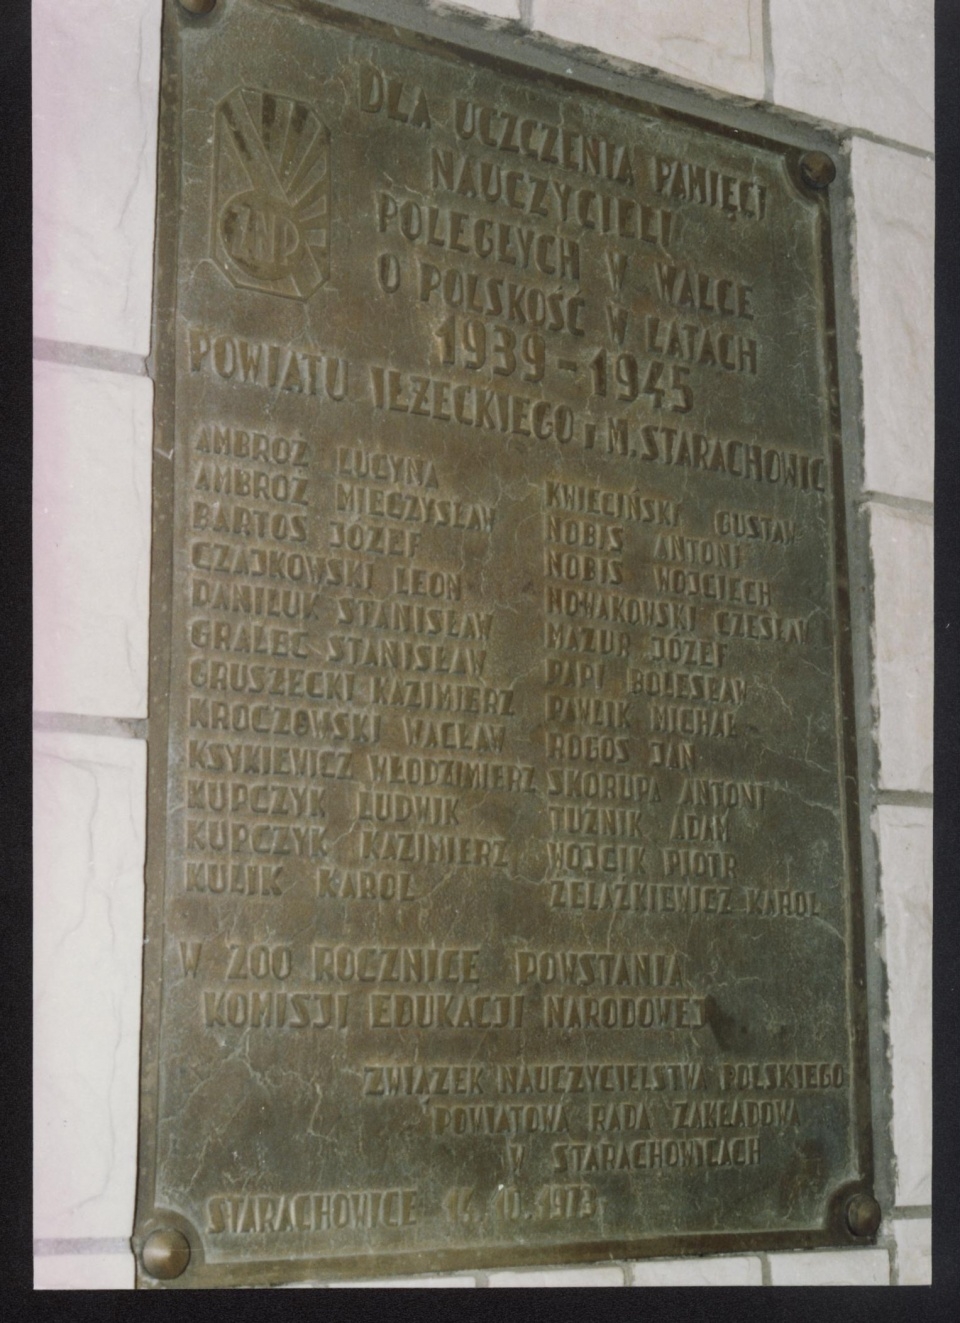 DLA UCZCZENIA PAMIĘCI
NAUCZYCIELI
POLEGŁYCH W WALCE
O POLSKOŚĆ W LATACH
1939-1945
ZNP
POWIATU IŁŻECKIEGO i M. STARACHOWIC
AMBROŻ LUCYNA
AMBROŻ MIECZYSŁAW
BARTOS JÓZEF
CZAJKOWSKI LEON
DANILUK STANISŁAW
GRALEC STANISŁAW
GRUSZECKI KAZIMIERZ
KROCZOWSKI WACŁAW
KSYKIEWICZ WŁODZIMIERZ
KUPCZYK LUDWIK
KUPCZYK KAZIMIERZ
KULIK KAROL
KWIECIŃSKI GUSTAW
NOBIS ANTONI
NOBIS WOJCIECH
NOWAKOWSKI CZESŁAW
MAZUR JÓZEF
PAPI BOLESŁAW
PAWLIK MICHAŁ
ROGOS JAN
SKORUPA ANTONI
TUŹNIK ADAM
WÓJCIK PIOTR
ŻELAZKIEWICZ KAROL
W 200 ROCZNICĘ POWSTANIA
KOMISJI EDUKACJI NARODOWEJ
ZWIĄZEK NAUCZYCIELSTWA POLSKIEGO
POWIATOWA RADA ZAKŁADOWA
W STARACHOWICACH
STARACHOWICE 14.10.1973